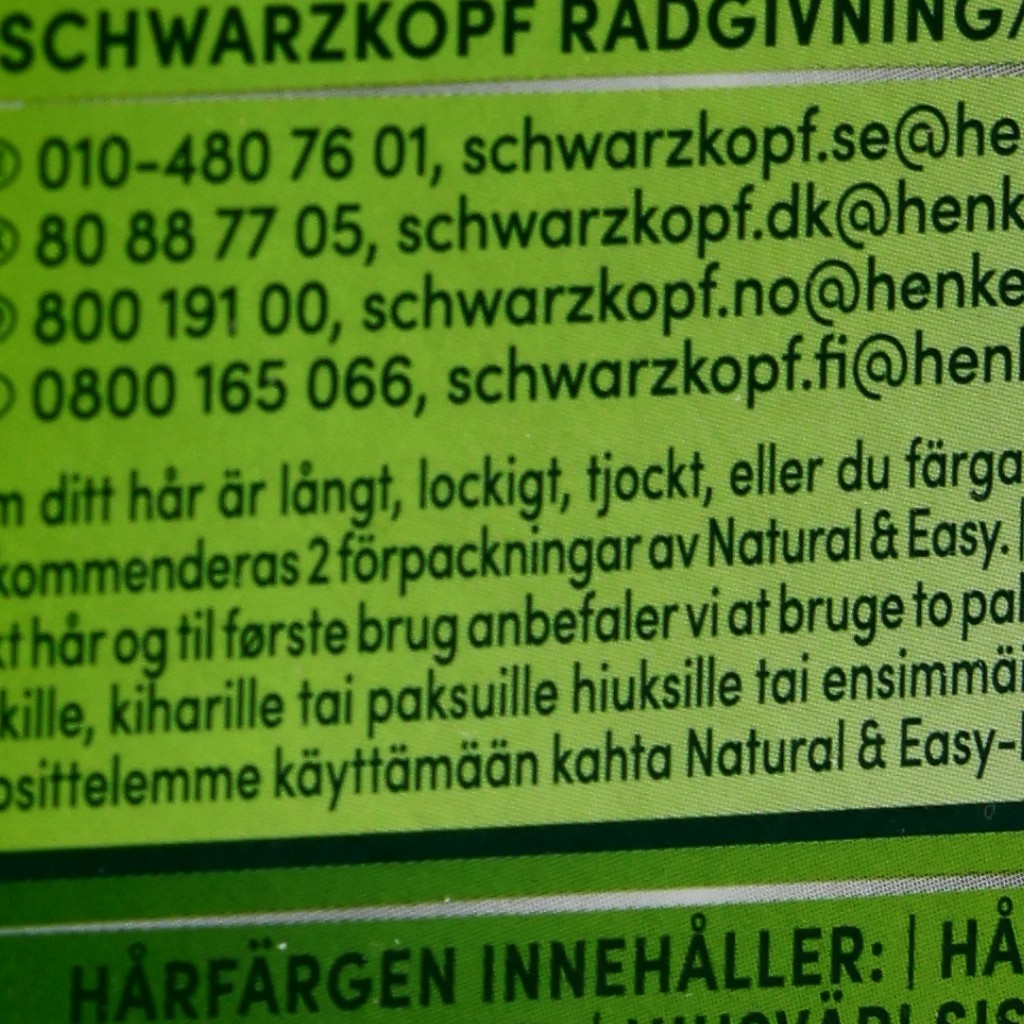 SCHWARZKOPF RÅDGIVNING/
010-480 76 01, schwarzkopf.se@he
80 88 77 05, schwarzkopf.dk@henk
800 191 00, schwarzkopf.no@henke
0800 165 066, schwarzkopf.fi@hen
m ditt hår är långt, lockigt, tjockt, eller du färga
kommenderas 2 förpackningar av Natural & Easy. |
kt hår og til første brug anbefaler vi at bruge to pak
kille, kiharille tai paksuille hiuksille tai ensimmäi
osittelemme käyttämään kahta Natural & Easy-
HÅRFÄRGEN INNEHÅLLER: | HÅ